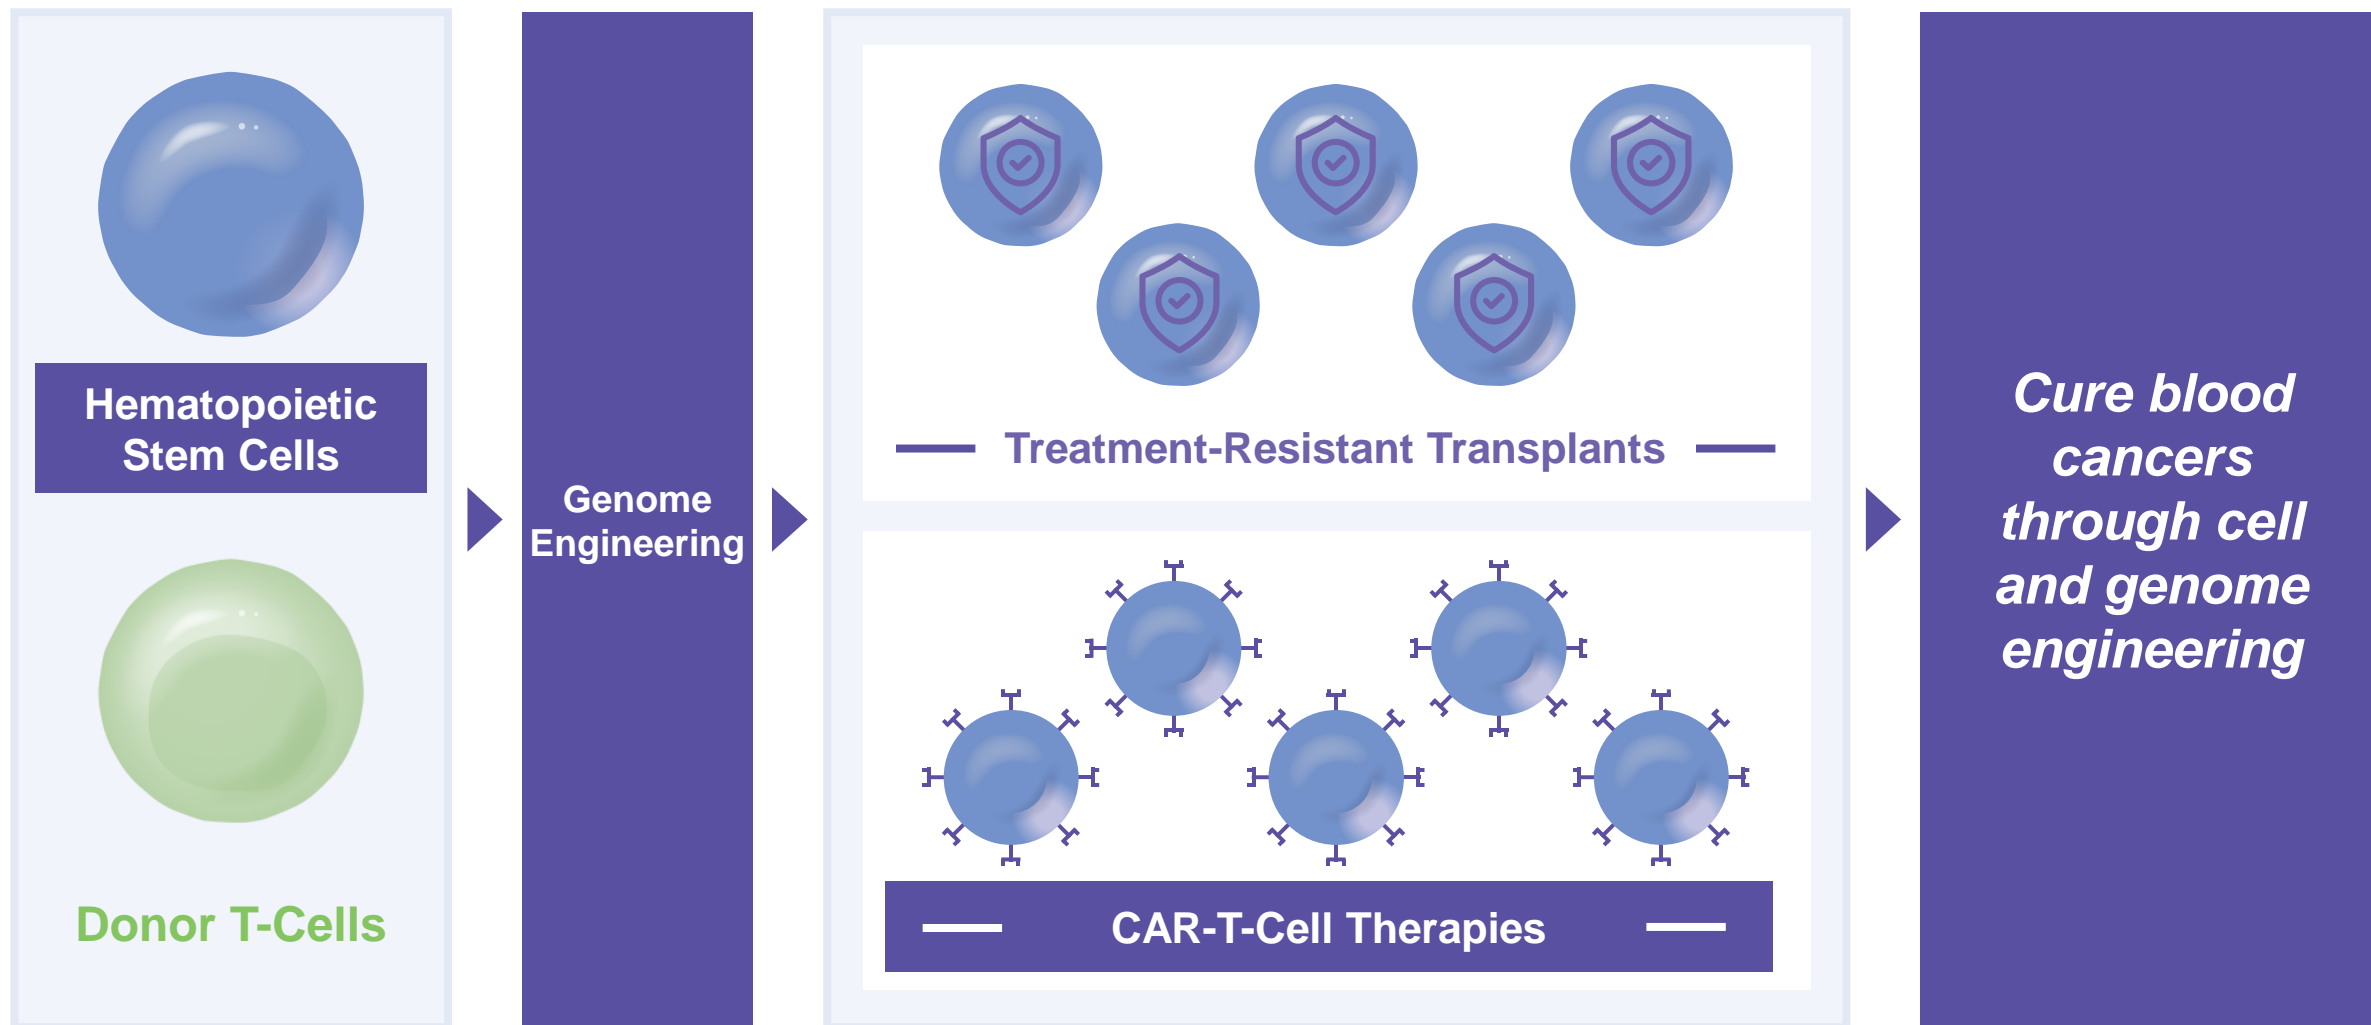 Hematopoietic
Stem Cells
Donor T-Cells
Genome
Engineering
Treatment-Resistant Transplants
CAR-T-Cell Therapies
Cure blood
cancers
through cell
and genome
engineering